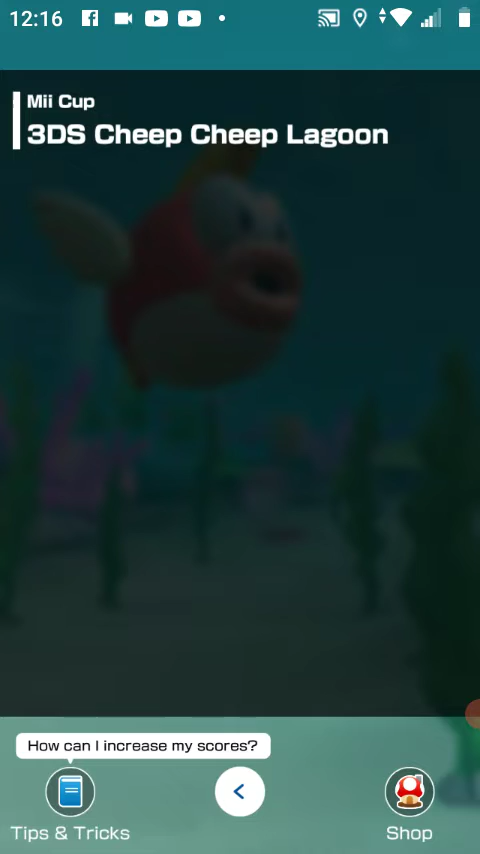 12:16
Mii Cup
3DS Cheep Cheep Lagoon
How can I increase my scores?
Tips & Tricks
Shop